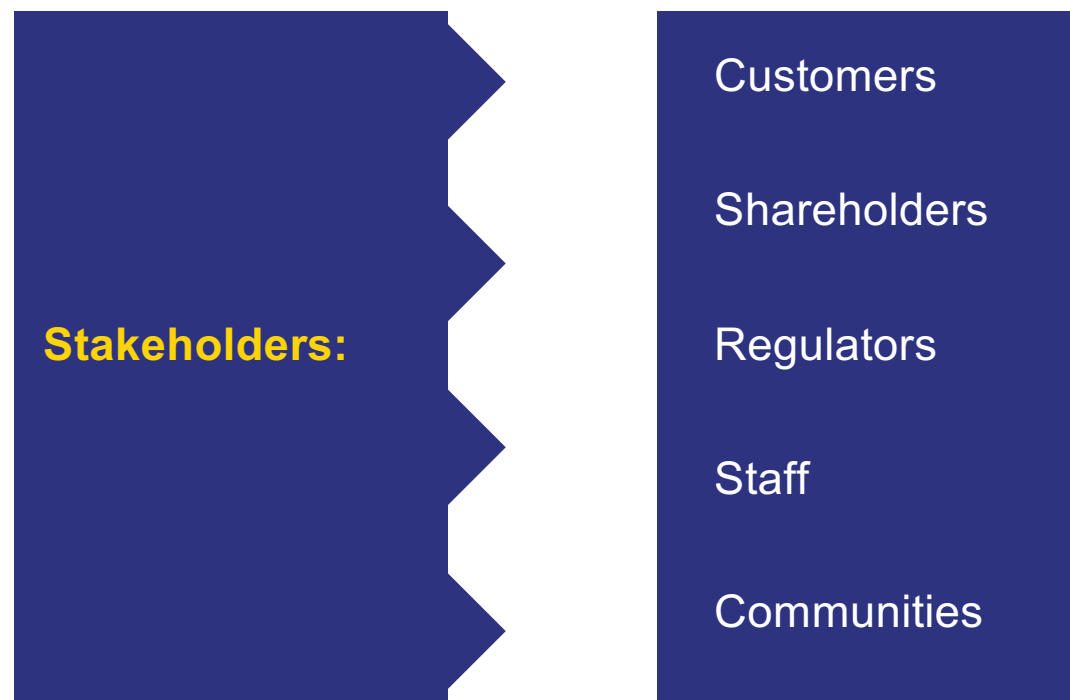 Stakeholders:
Customers
Shareholders
Regulators
Staff
Communities